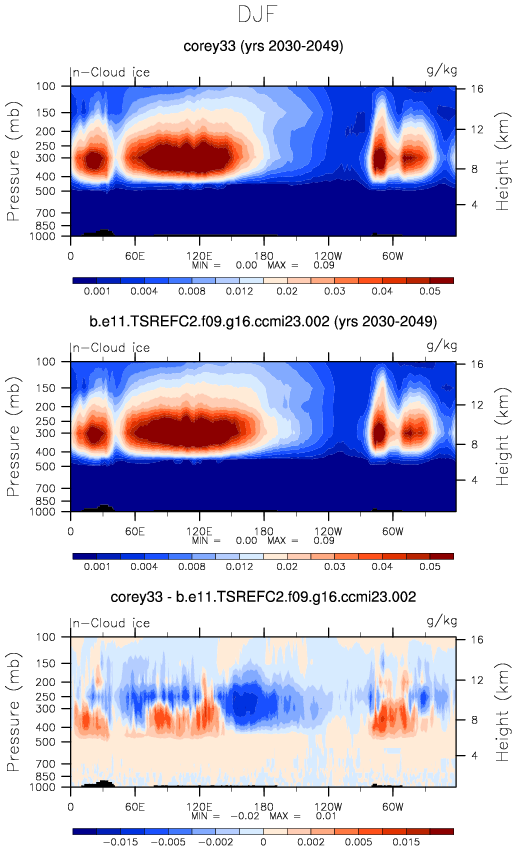 DJF
corey33 (yrs 2030-2049)
In-Cloud ice g/kg
Pressure (mb)
100
150
200
250
300
400
500
700
850
1000
16
12
8
4
Height (km)
0 60E 120E 180 120W 60W
MIN = 0.00 MAX = 0.09
0.001 0.004 0.008 0.012 0.02 0.03 0.04 0.05
b.e11.TSREFC2.f09.g16.ccmi23.002 (yrs 2030-2049)
In-Cloud ice g/kg
Pressure (mb)
100
150
200
250
300
400
500
700
850
1000
16
12
8
4
Height (km)
0 60E 120E 180 120W 60W
MIN = 0.00 MAX = 0.09
0.001 0.004 0.008 0.012 0.02 0.03 0.04 0.05
corey33 - b.e11.TSREFC2.f09.g16.ccmi23.002
In-Cloud ice g/kg
Pressure (mb)
100
150
200
250
300
400
500
700
850
1000
16
12
8
4
Height (km)
0 60E 120E 180 120W 60W
MIN = -0.02 MAX = 0.01
-0.015 -0.005 -0.002 0 0.002 0.005 0.015